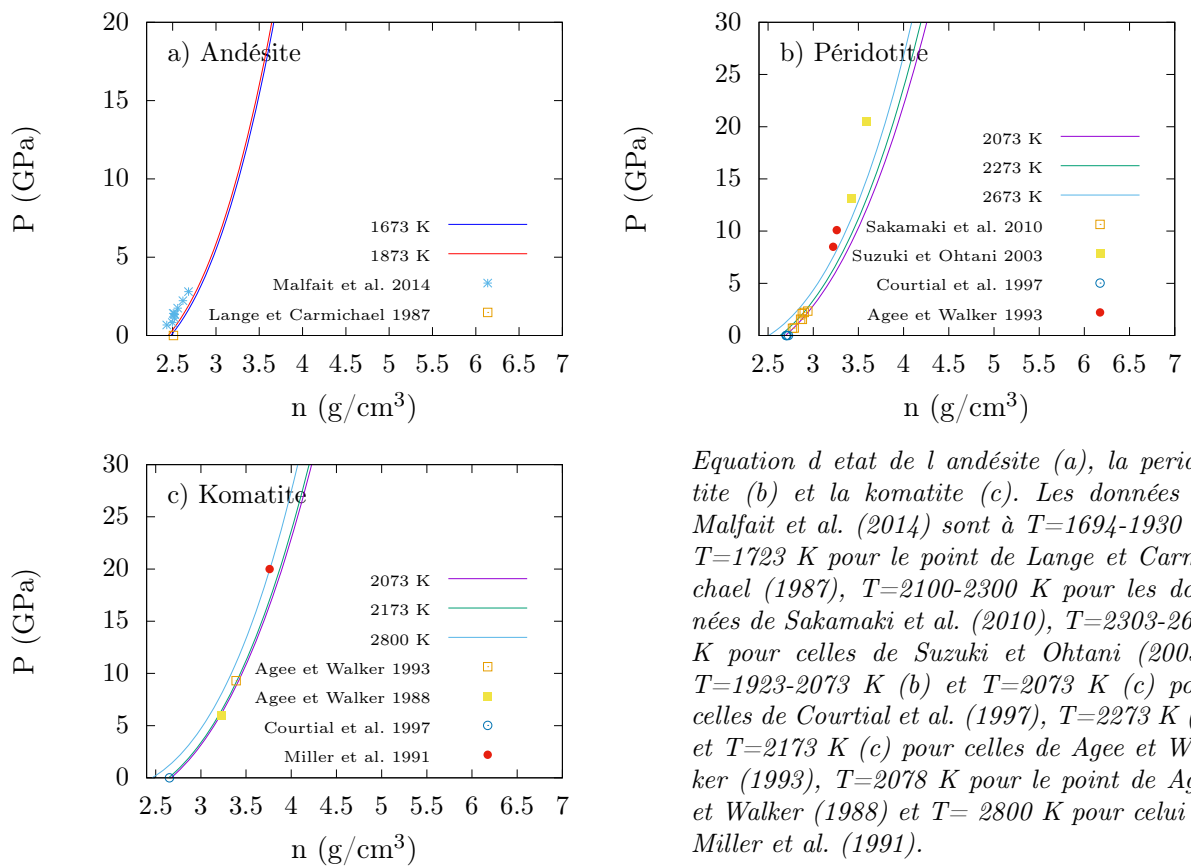 a) Andésite
20
15
10
5
0
P (GPa)
1673 K
1873 K
Malfait et al. 2014
Lange et Carmichael 1987
2.5 3 3.5 4 4.5 5 5.5 6 6.5 7
n (g/cm³)
b) Péridotite
30
25
20
15
10
5
0
P (GPa)
2073 K
2273 K
2673 K
Sakamaki et al. 2010
Suzuki et Ohtani 2003
Courtial et al. 1997
Agee et Walker 1993
2.5 3 3.5 4 4.5 5 5.5 6 6.5 7
n (g/cm³)
c) Komatite
30
25
20
15
10
5
0
P (GPa)
2073 K
2173 K
2800 K
Agee et Walker 1993
Agee et Walker 1988
Courtial et al. 1997
Miller et al. 1991
2.5 3 3.5 4 4.5 5 5.5 6 6.5 7
n (g/cm³)
Equation d etat de l andésite (a), la perido
tite (b) et la komatite (c). Les données
Malfait et al. (2014) sont à T=1694-1930
T=1723 K pour le point de Lange et Carm
chael (1987), T=2100-2300 K pour les do
nées de Sakamaki et al. (2010), T=2303-26
K pour celles de Suzuki et Ohtani (200
T=1923-2073 K (b) et T=2073 K (c) po
celles de Courtial et al. (1997), T=2273 K (
et T=2173 K (c) pour celles de Agee et W
ker (1993), T=2078 K pour le point de Ag
et Walker (1988) et T= 2800 K pour celui
Miller et al. (1991).